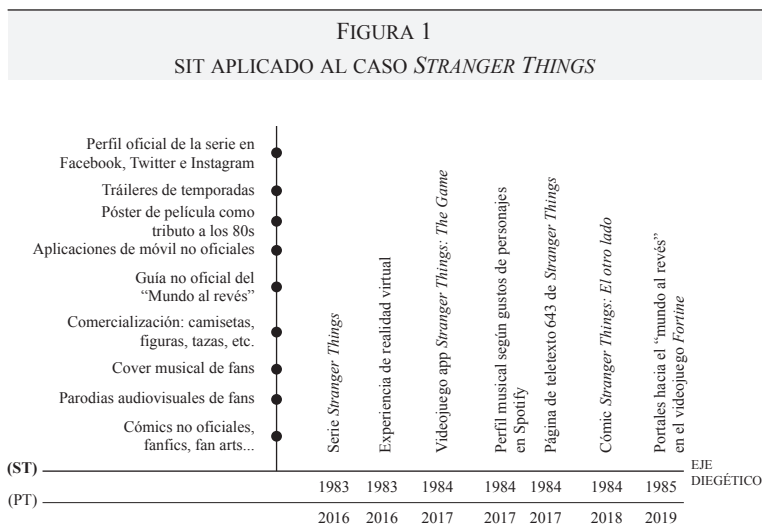 FIGURA 1
SIT APLICADO AL CASO STRANGER THINGS
Perfil oficial de la serie en
Facebook, Twitter e Instagram
Tráileres de temporadas
Póster de película como
tributo a los 80s
Aplicaciones de móvil no oficiales
Guía no oficial del
“Mundo al revés”
Comercialización: camisetas,
figuras, tazas, etc.
Cover musical de fans
Parodias audiovisuales de fans
Cómics no oficiales,
fanfics, fan arts...
Serie Stranger Things
Experiencia de realidad virtual
Videojuego app Stranger Things: The Game
Perfil musical según gustos de personajes
en Spotify
Página de teletexto 643 de Stranger Things
Cómic Stranger Things: El otro lado
Portales hacia el “mundo al revés”
en el videojuego Fortine
(ST)
EJE
DIEGÉTICO
1983 1983 1984 1984 1984 1984 1985
(PT)
2016 2016 2017 2017 2017 2018 2019